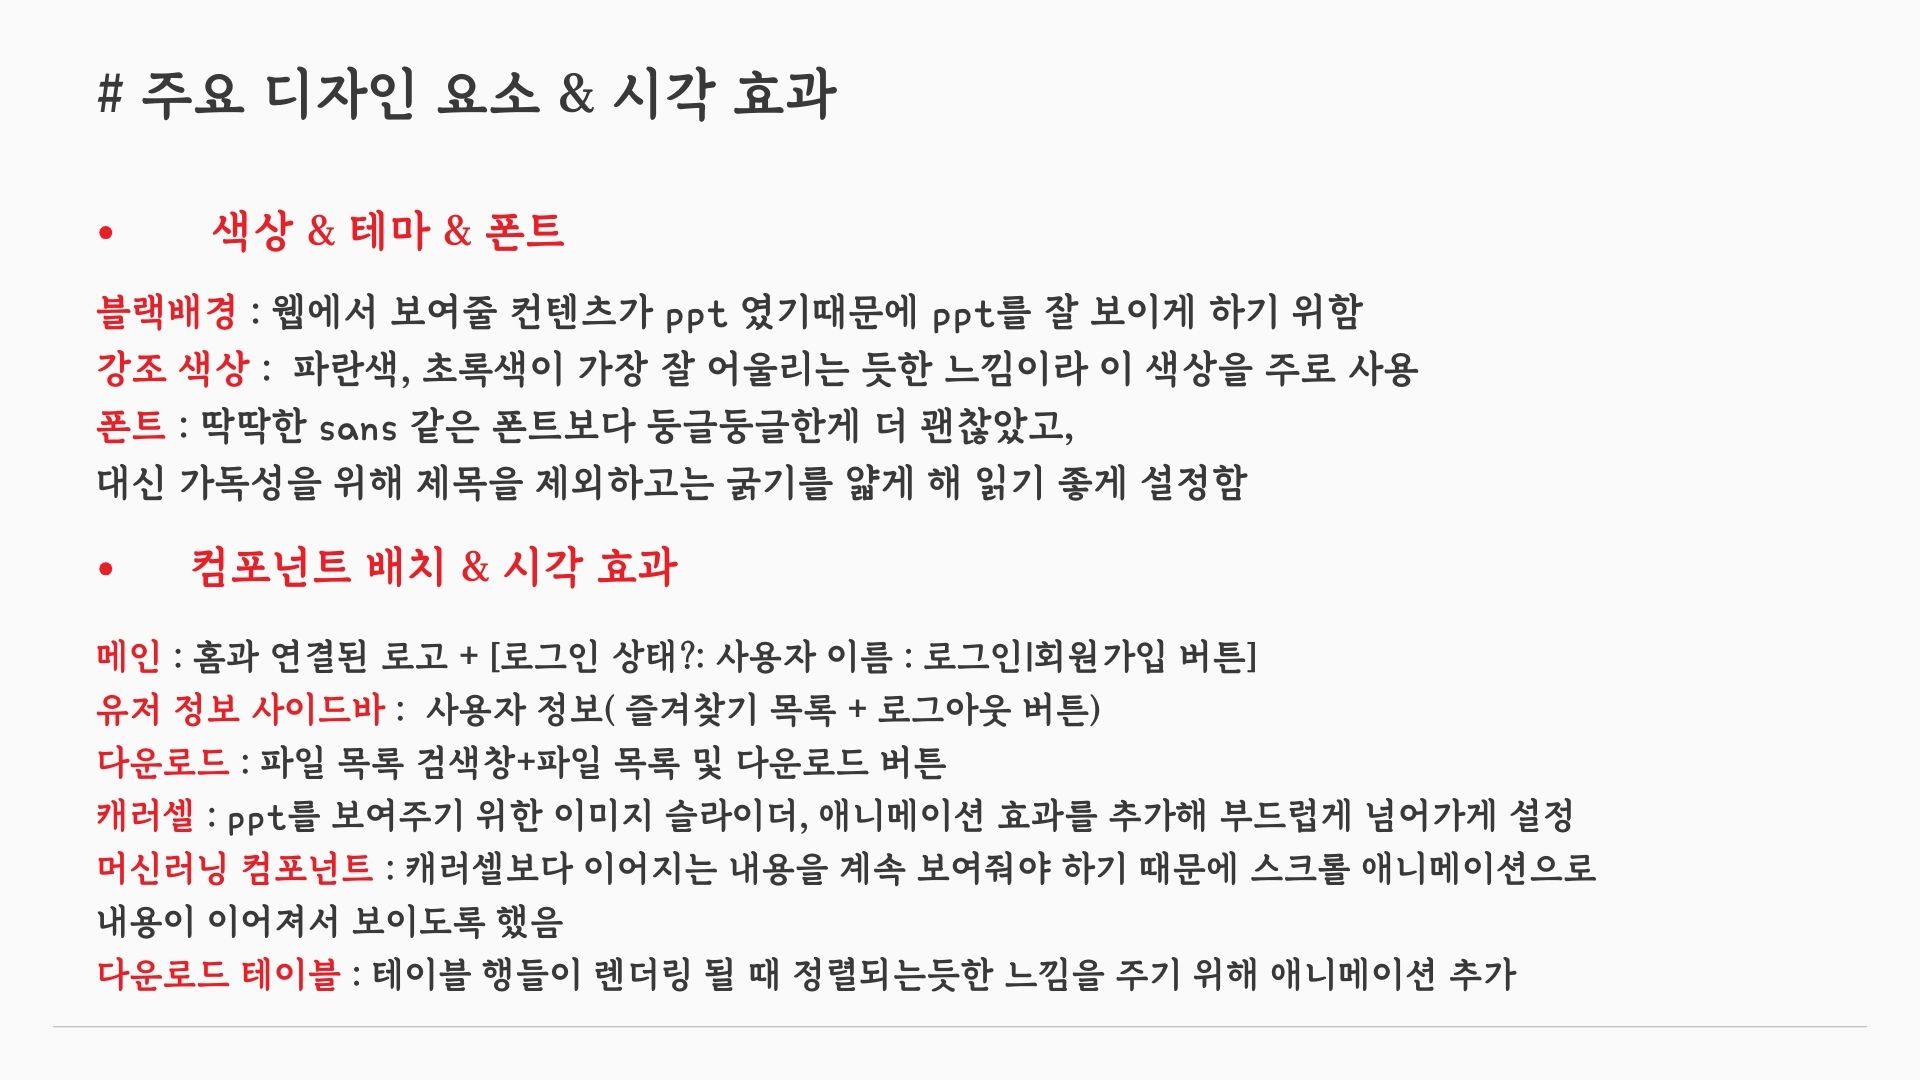 # 주요 디자인 요소 & 시각 효과
• 색상 & 테마 & 폰트
블랙배경 : 웹에서 보여줄 컨텐츠가 ppt 였기때문에 ppt를 잘 보이게 하기 위함
강조 색상 : 파란색, 초록색이 가장 잘 어울리는 듯한 느낌이라 이 색상을 주로 사용
폰트 : 딱딱한 sans 같은 폰트보다 둥글둥글한게 더 괜찮았고,
대신 가독성을 위해 제목을 제외하고는 굵기를 얇게 해 읽기 좋게 설정함
• 컴포넌트 배치 & 시각 효과
메인 : 홈과 연결된 로고 + [로그인 상태?: 사용자 이름 : 로그인|회원가입 버튼]
유저 정보 사이드바 : 사용자 정보( 즐겨찾기 목록 + 로그아웃 버튼)
다운로드 : 파일 목록 검색창+파일 목록 및 다운로드 버튼
캐러셀 : ppt를 보여주기 위한 이미지 슬라이더, 애니메이션 효과를 추가해 부드럽게 넘어가게 설정
머신러닝 컴포넌트 : 캐러셀보다 이어지는 내용을 계속 보여줘야 하기 때문에 스크롤 애니메이션으로
내용이 이어져서 보이도록 했음
다운로드 테이블 : 테이블 행들이 렌더링 될 때 정렬되는듯한 느낌을 주기 위해 애니메이션 추가